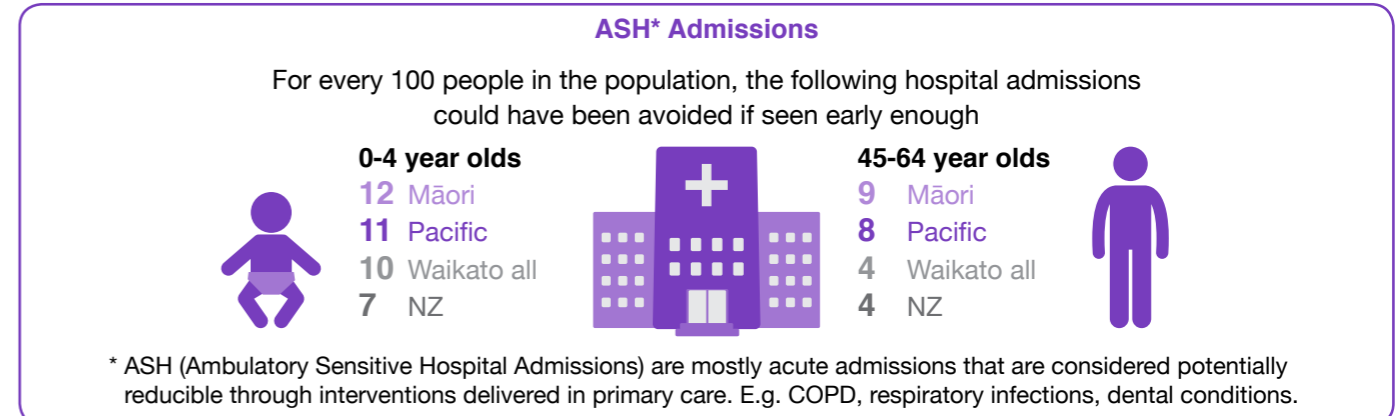 ASH* Admissions
For every 100 people in the population, the following hospital admissions
could have been avoided if seen early enough
0-4 year olds
12 Māori
11 Pacific
10 Waikato all
7 NZ
45-64 year olds
9 Māori
8 Pacific
4 Waikato all
4 NZ
* ASH (Ambulatory Sensitive Hospital Admissions) are mostly acute admissions that are considered potentially
reducible through interventions delivered in primary care. E.g. COPD, respiratory infections, dental conditions.